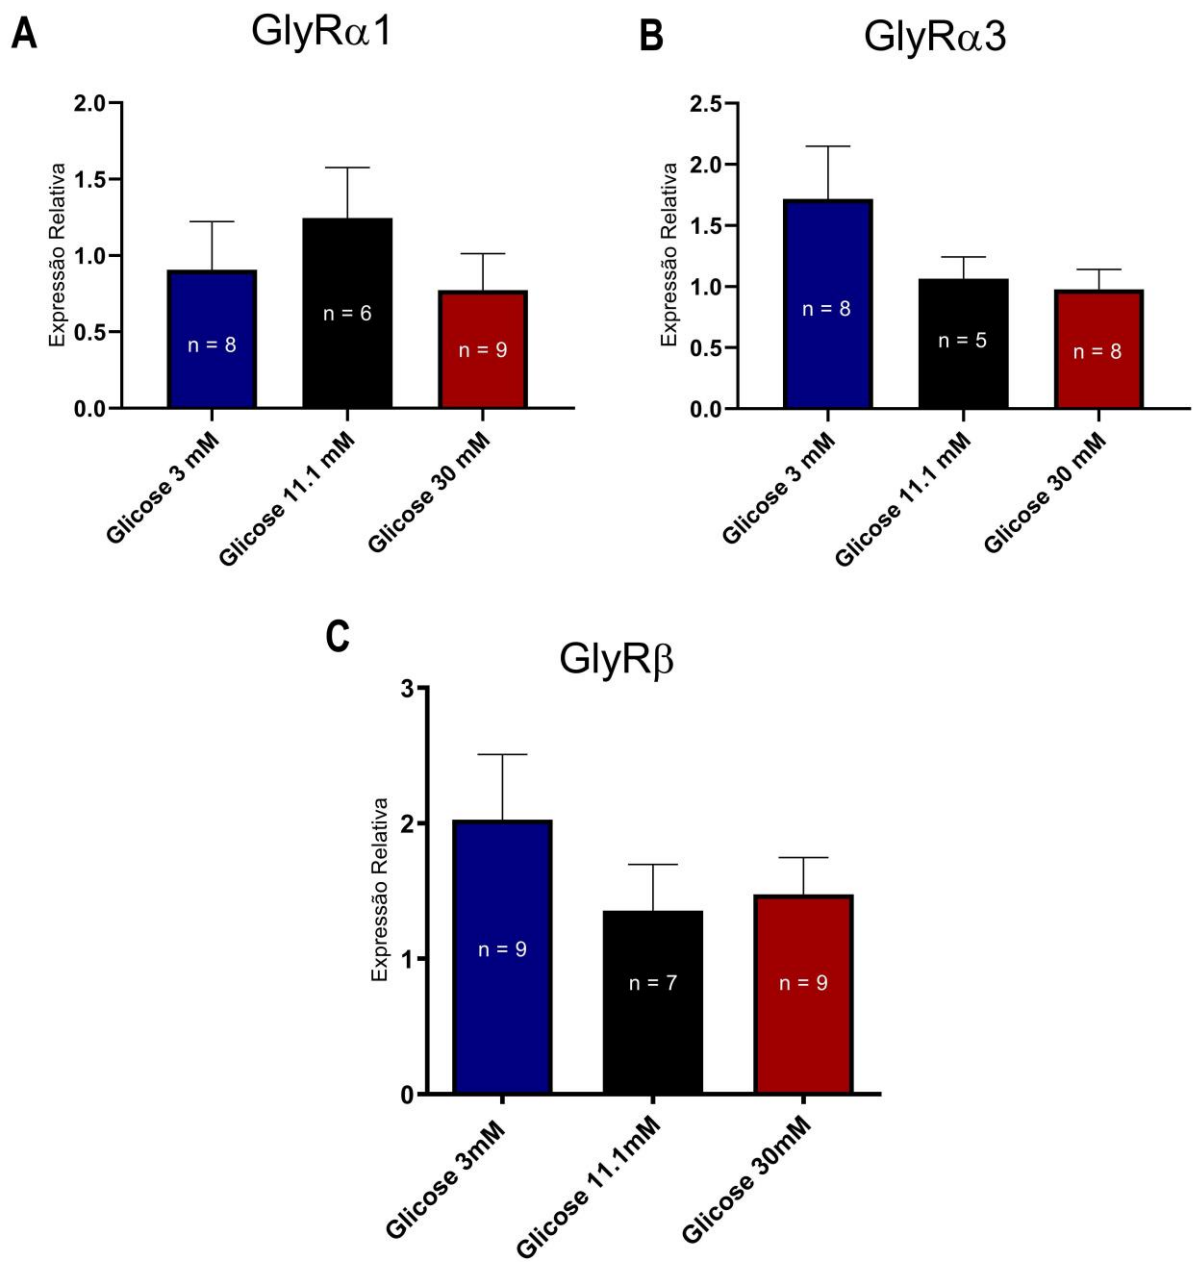 A
GlyRα1
Expressão Relativa
2.0
1.5
1.0
0.5
0.0
n = 8
n = 6
n = 9
Glicose 3 mM
Glicose 11.1 mM
Glicose 30 mM
B
GlyRα3
Expressão Relativa
2.5
2.0
1.5
1.0
0.5
0.0
n = 8
n = 5
n = 8
Glicose 3 mM
Glicose 11.1 mM
Glicose 30 mM
C
GlyRβ
Expressão Relativa
3
2
1
0
n = 9
n = 7
n = 9
Glicose 3mM
Glicose 11.1mM
Glicose 30mM